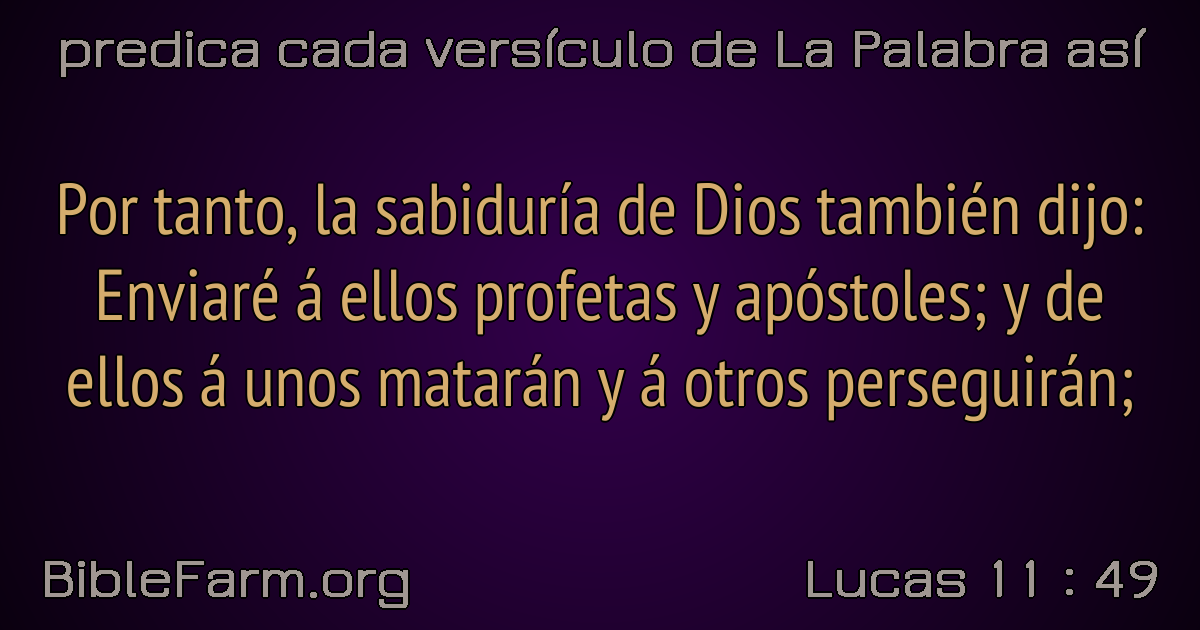 predica cada versículo de La Palabra así
Por tanto, la sabiduría de Dios también dijo:
Enviaré á ellos profetas y apóstoles; y de
ellos á unos matarán y á otros perseguirán;
BibleFarm.org
Lucas 11 : 49